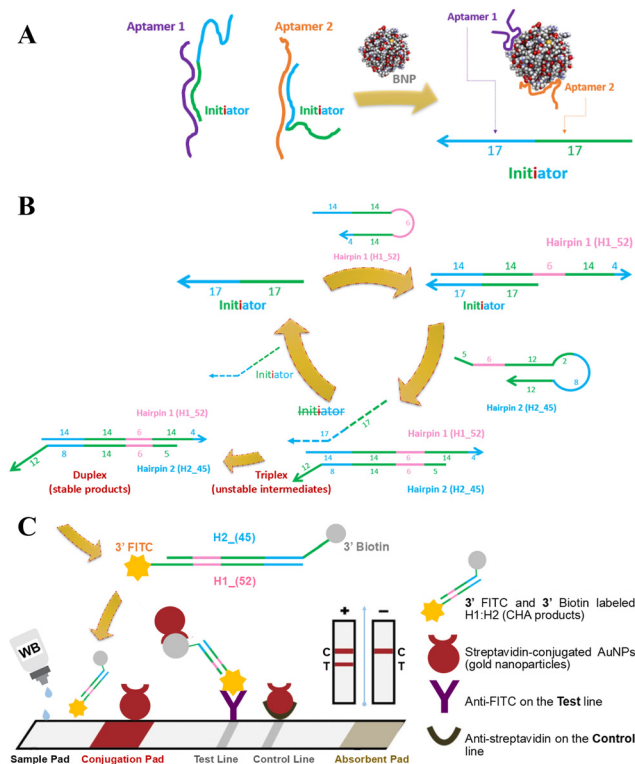 A
Aptamer 1
Initiator
Aptamer 2
Initiator
BNP
Aptamer 1
Aptamer 2
17 17
Initiator
B
14 14
6
4 14
Hairpin 1 (H1_52)
17 17
Initiator
Hairpin 1 (H1_52)
14 14 6 14 4
17 17
Initiator
5 6 12 2
12 8
Hairpin 2 (H2_45)
Initiator
Initiator
17 17
Hairpin 1 (H1_52)
14 14 6 14 4
12 8 14 6 5
Duplex
(stable products)
Hairpin 2 (H2_45)
Hairpin 1 (H1_52)
14 14 6 14 4
12 8 14 6 5
Triplex
(unstable intermediates)
Hairpin 2 (H2_45)
C
3' FITC
H2_(45)
H1_(52)
3' Biotin
WB
+ −
C C
T T
3' FITC and 3' Biotin labeled
H1:H2 (CHA products)
Streptavidin-conjugated AuNPs
(gold nanoparticles)
Anti-FITC on the Test line
Anti-streptavidin on the Control
line
Sample Pad Conjugation Pad Test Line Control Line Absorbent Pad